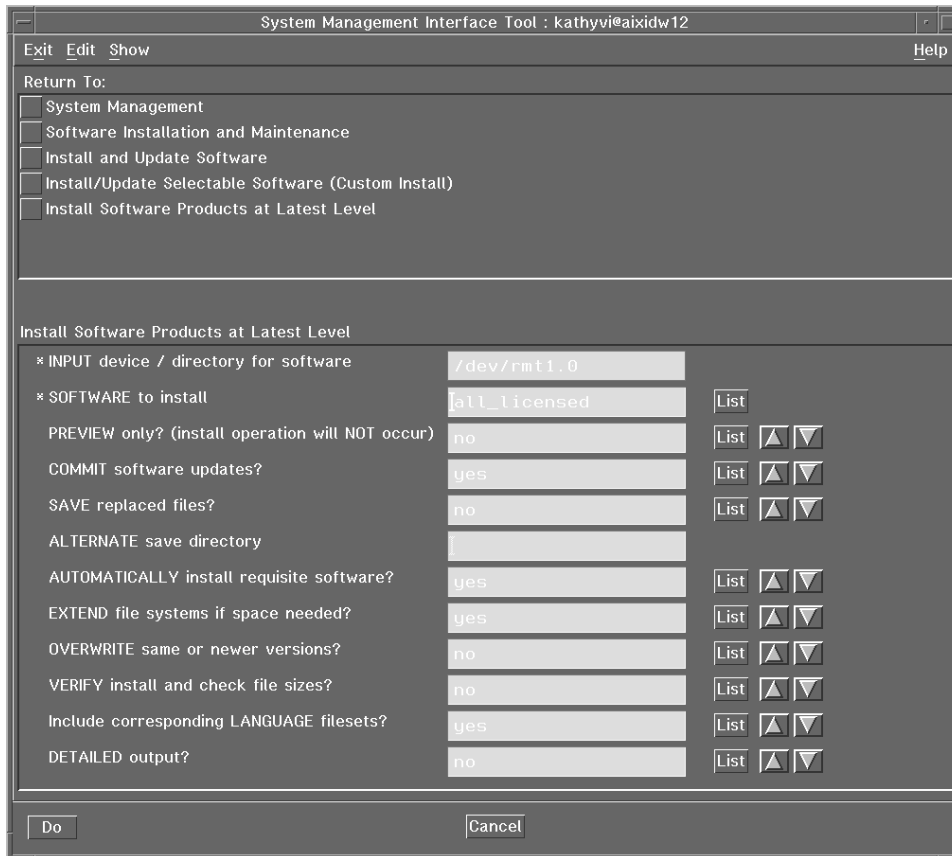 System Management Interface Tool : kathyvi@aixidw12
Exit Edit Show Help
Return To:
System Management
Software Installation and Maintenance
Install and Update Software
Install/Update Selectable Software (Custom Install)
Install Software Products at Latest Level
Install Software Products at Latest Level
* INPUT device / directory for software /dev/rmt1.0
* SOFTWARE to install all_licensed List
PREVIEW only? (install operation will NOT occur) no List
COMMIT software updates? yes List
SAVE replaced files? no List
ALTERNATE save directory
AUTOMATICALLY install requisite software? yes List
EXTEND file systems if space needed? yes List
OVERWRITE same or newer versions? no List
VERIFY install and check file sizes? no List
Include corresponding LANGUAGE filesets? yes List
DETAILED output? no List
Do Cancel